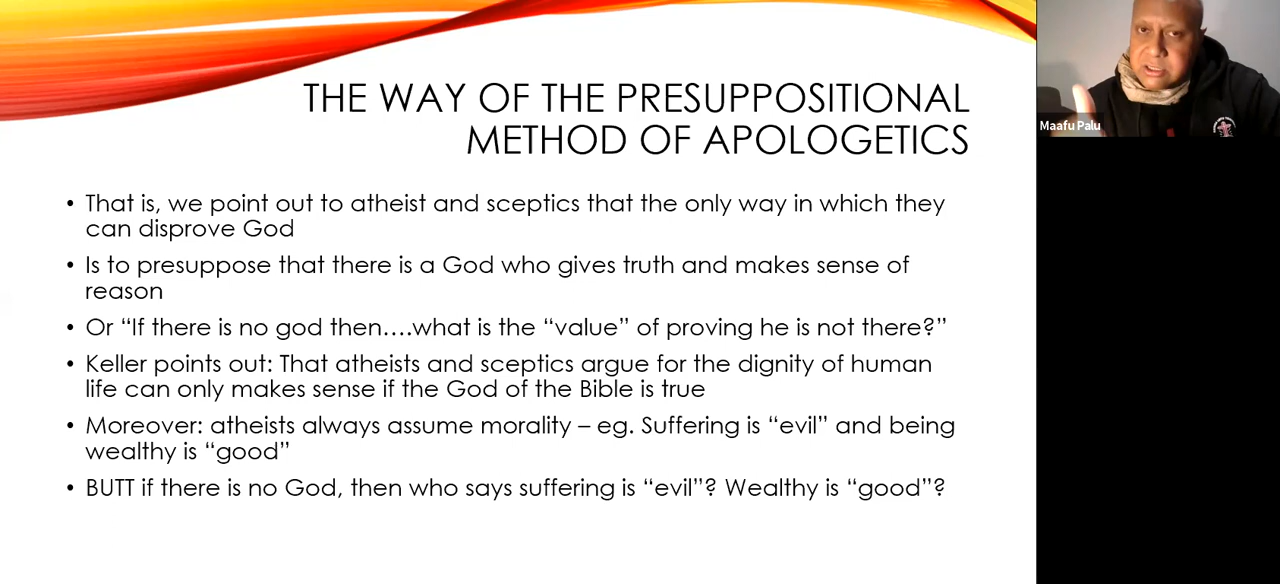 THE WAY OF THE PRESUPPOSITIONAL
METHOD OF APOLOGETICS
• That is, we point out to atheist and sceptics that the only way in which they
can disprove God
• Is to presuppose that there is a God who gives truth and makes sense of
reason
• Or “If there is no god then….what is the “value” of proving he is not there?”
• Keller points out: That atheists and sceptics argue for the dignity of human
life can only makes sense if the God of the Bible is true
• Moreover: atheists always assume morality – eg. Suffering is “evil” and being
wealthy is “good”
• BUTT if there is no God, then who says suffering is “evil”? Wealthy is “good”?
Maafu Palu